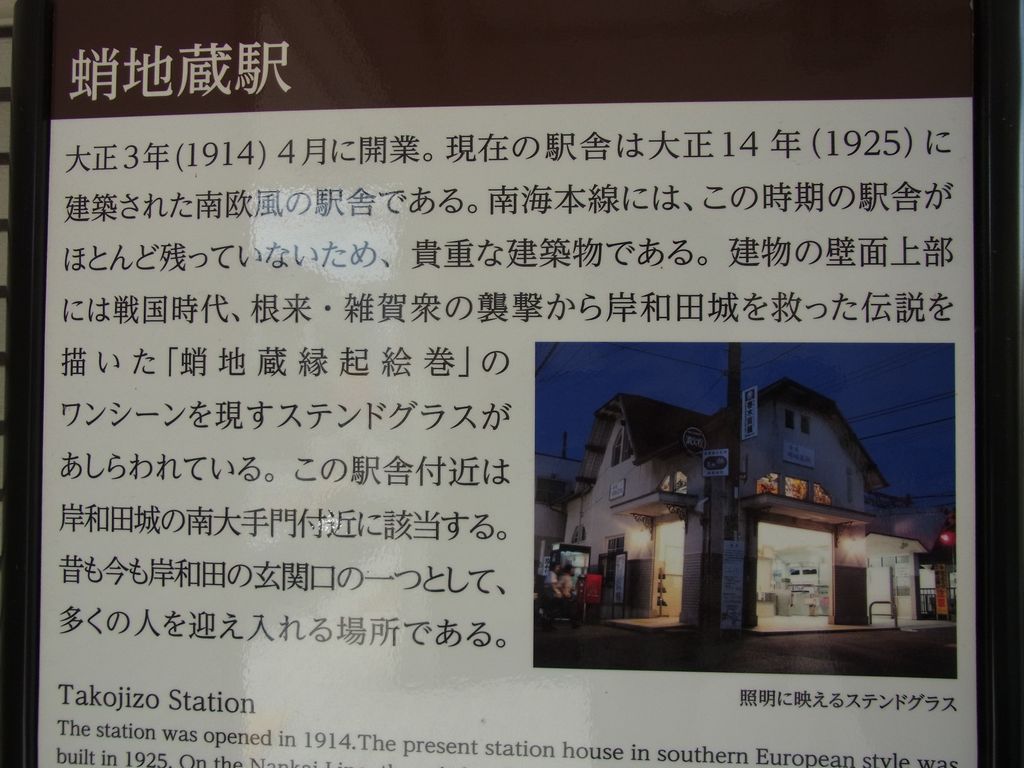 蛸地蔵駅
大正3年(1914) 4月に開業。現在の駅舎は大正14年(1925)に
建築された南欧風の駅舎である。南海本線には、この時期の駅舎が
ほとんど残っていないため、貴重な建築物である。建物の壁面上部
には戦国時代、根来・雑賀衆の襲撃から岸和田城を救った伝説を
描いた「蛸地蔵縁起絵巻」の
ワンシーンを現すステンドグラスが
あしらわれている。この駅舎付近は
岸和田城の南大手門付近に該当する。
昔も今も岸和田の玄関口の一つとして、
多くの人を迎え入れる場所である。
照明に映えるステンドグラス
Takojizo Station
The station was opened in 1914.The present station house in southern European style was
built in 1925. On the Nankai Line,